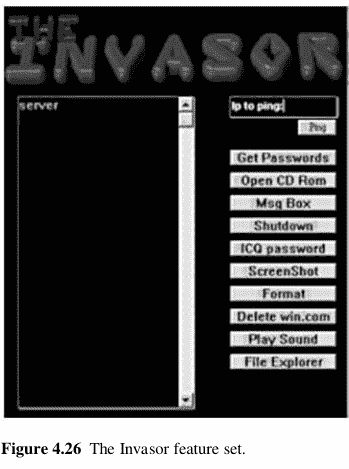 THE
INVASOR
server
Ip to ping:
Ping
Get Passwords
Open CD Rom
Msg Box
Shutdown
ICQ password
ScreenShot
Format
Delete win.com
Play Sound
File Explorer
Figure 4.26 The Invasor feature set.